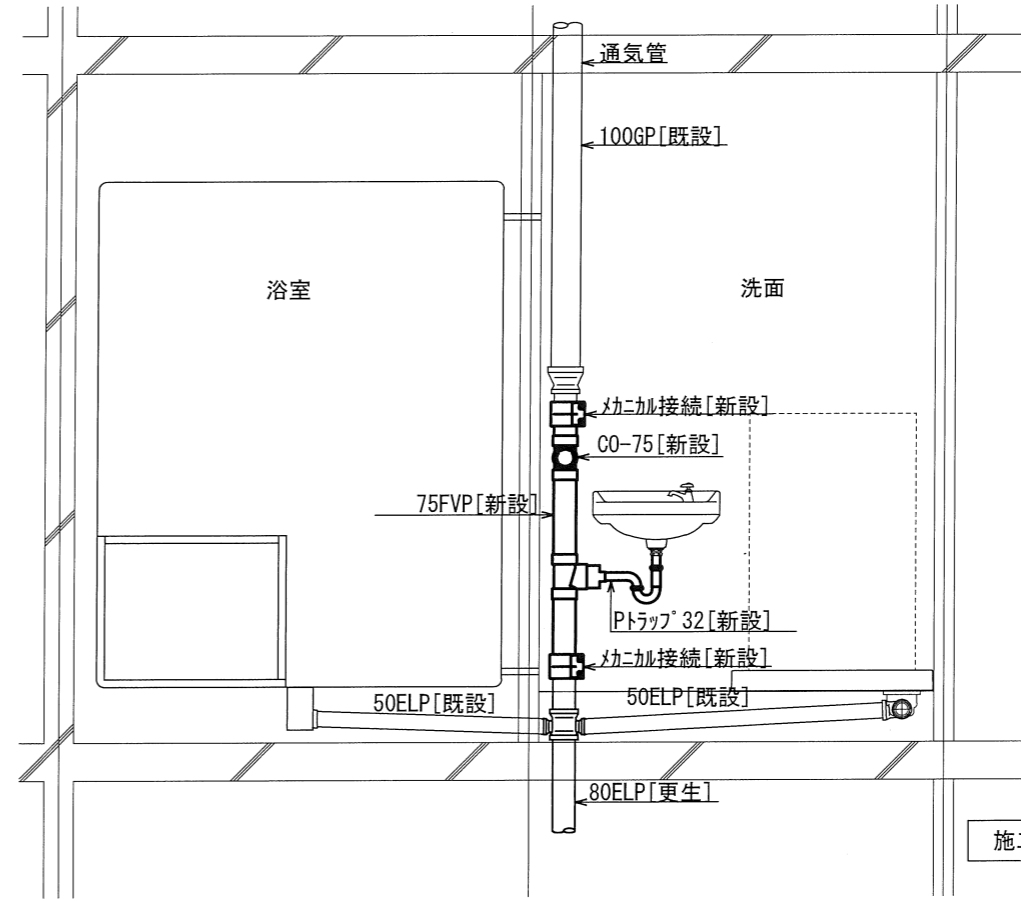 通気管
100GP[既設]
浴室
洗面
ﾒｶﾆｶﾙ接続[新設]
CO-75[新設]
75FVP[新設]
Pﾄﾗｯﾌﾟ32[新設]
ﾒｶﾆｶﾙ接続[新設]
50ELP[既設]
50ELP[既設]
80ELP[更生]
施